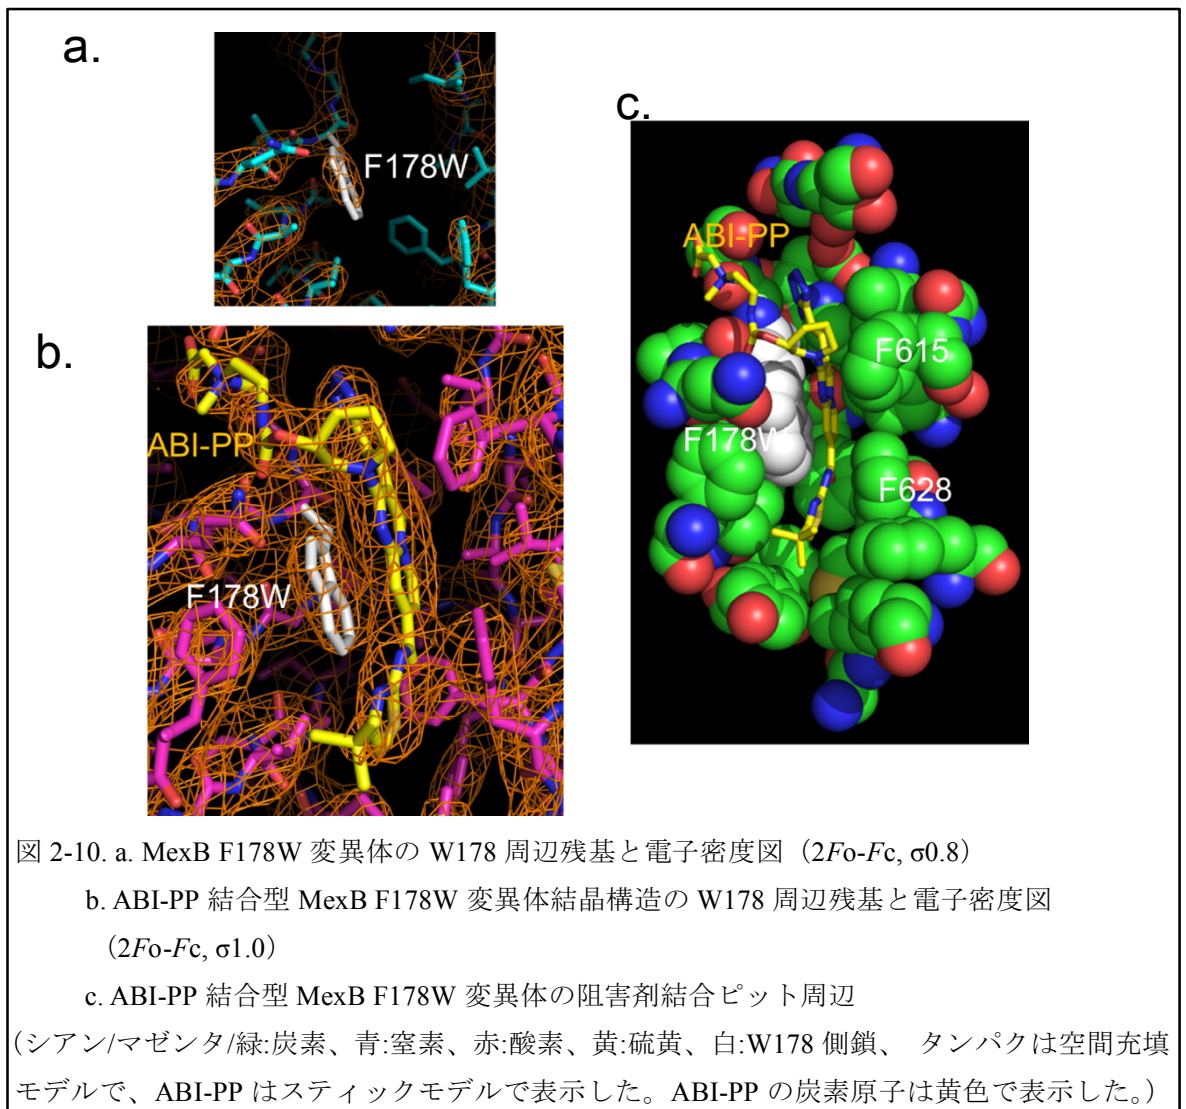 a.
F178W
b.
ABI-PP
F178W
c.
ABI-PP
F615
F178W
F628
図 2-10. a. MexB F178W 変異体の W178 周辺残基と電子密度図（2Fo-Fc, σ0.8）
b. ABI-PP 結合型 MexB F178W 変異体結晶構造の W178 周辺残基と電子密度図
（2Fo-Fc, σ1.0）
c. ABI-PP 結合型 MexB F178W 変異体の阻害剤結合ピット周辺
（シアン/マゼンタ/緑:炭素、青:窒素、赤:酸素、黄:硫黄、白:W178 側鎖、 タンパクは空間充填
モデルで、ABI-PP はスティックモデルで表示した。ABI-PP の炭素原子は黄色で表示した。）